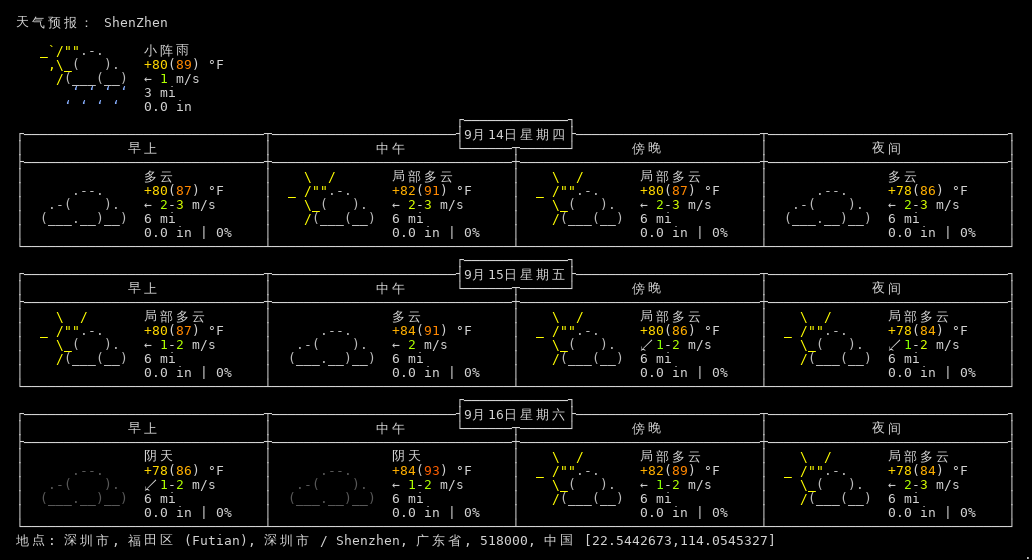 天气预报： ShenZhen
小阵雨
+80(89) °F
← 1 m/s
3 mi
0.0 in
9月14日星期四
早上 中午 傍晚 夜间
多云 局部多云 局部多云 多云
+80(87) °F +82(91) °F +80(87) °F +78(86) °F
← 2-3 m/s ← 2-3 m/s ← 2-3 m/s ← 2-3 m/s
6 mi 6 mi 6 mi 6 mi
0.0 in | 0% 0.0 in | 0% 0.0 in | 0% 0.0 in | 0%
9月15日星期五
早上 中午 傍晚 夜间
局部多云 多云 局部多云 局部多云
+80(87) °F +84(91) °F +80(86) °F +78(84) °F
← 1-2 m/s ← 2 m/s ↙ 1-2 m/s ↙ 1-2 m/s
6 mi 6 mi 6 mi 6 mi
0.0 in | 0% 0.0 in | 0% 0.0 in | 0% 0.0 in | 0%
9月16日星期六
早上 中午 傍晚 夜间
阴天 阴天 局部多云 局部多云
+78(86) °F +84(93) °F +82(89) °F +78(84) °F
↙ 1-2 m/s ← 1-2 m/s ← 1-2 m/s ← 2-3 m/s
6 mi 6 mi 6 mi 6 mi
0.0 in | 0% 0.0 in | 0% 0.0 in | 0% 0.0 in | 0%
地点: 深圳市, 福田区 (Futian), 深圳市 / Shenzhen, 广东省, 518000, 中国 [22.5442673,114.0545327]